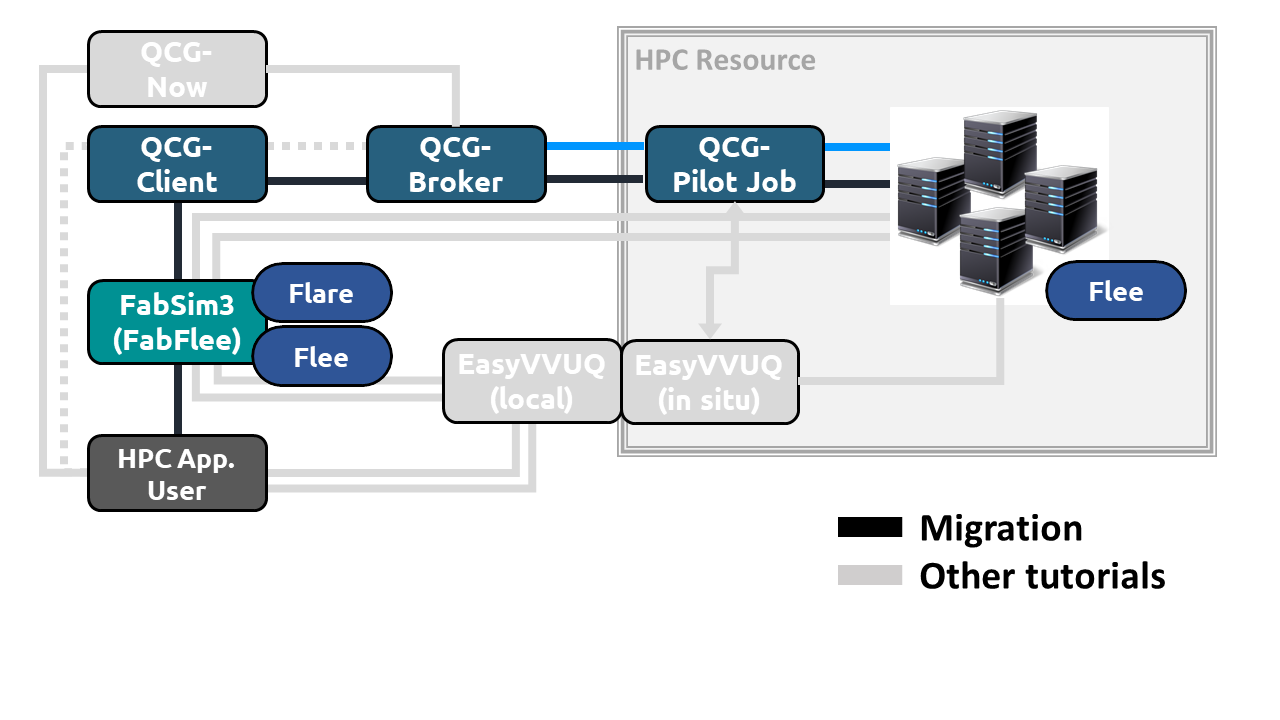 QCG-
Now
HPC Resource
QCG-
Client
QCG-
Broker
QCG-
Pilot Job
FabSim3
(FabFlee)
Flare
Flee
Flee
EasyVVUQ
(local)
EasyVVUQ
(in situ)
HPC App.
User
Migration
Other tutorials